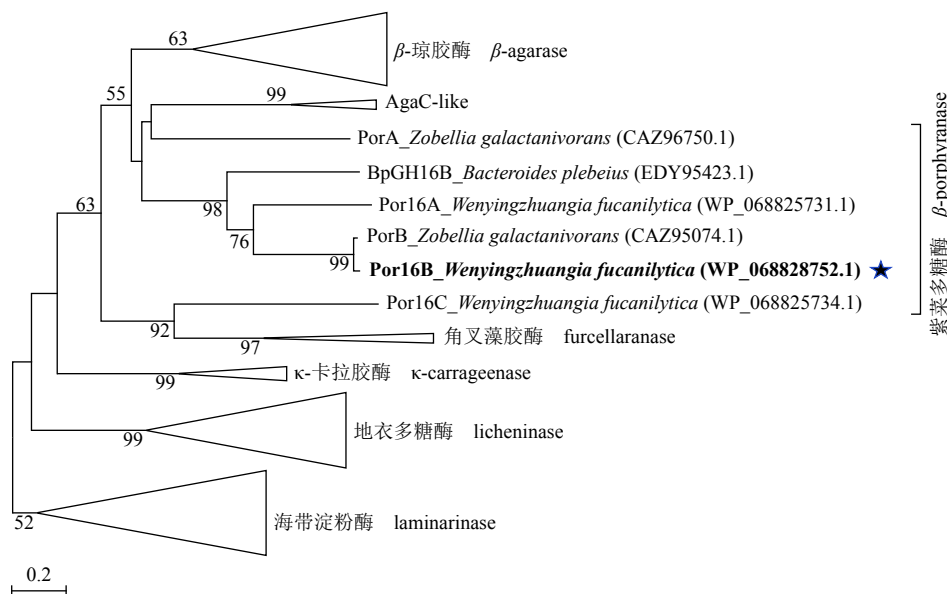 63
β-琼胶酶 β-agarase
55
99
AgaC-like
PorA_Zobellia galactanivorans (CAZ96750.1)
BpGH16B_Bacteroides plebeius (EDY95423.1)
98
63
Por16A_Wenyingzhuangia fucanilytica (WP_068825731.1)
76
PorB_Zobellia galactanivorans (CAZ95074.1)
99
Por16B_Wenyingzhuangia fucanilytica (WP_068828752.1)
Por16C_Wenyingzhuangia fucanilytica (WP_068825734.1)
92
角叉藻胶酶 furcellaranase
97
紫菜多糖酶 β-porphyranase
κ-卡拉胶酶 κ-carrageenase
99
地衣多糖酶 licheninase
99
海带淀粉酶 laminarinase
52
0.2